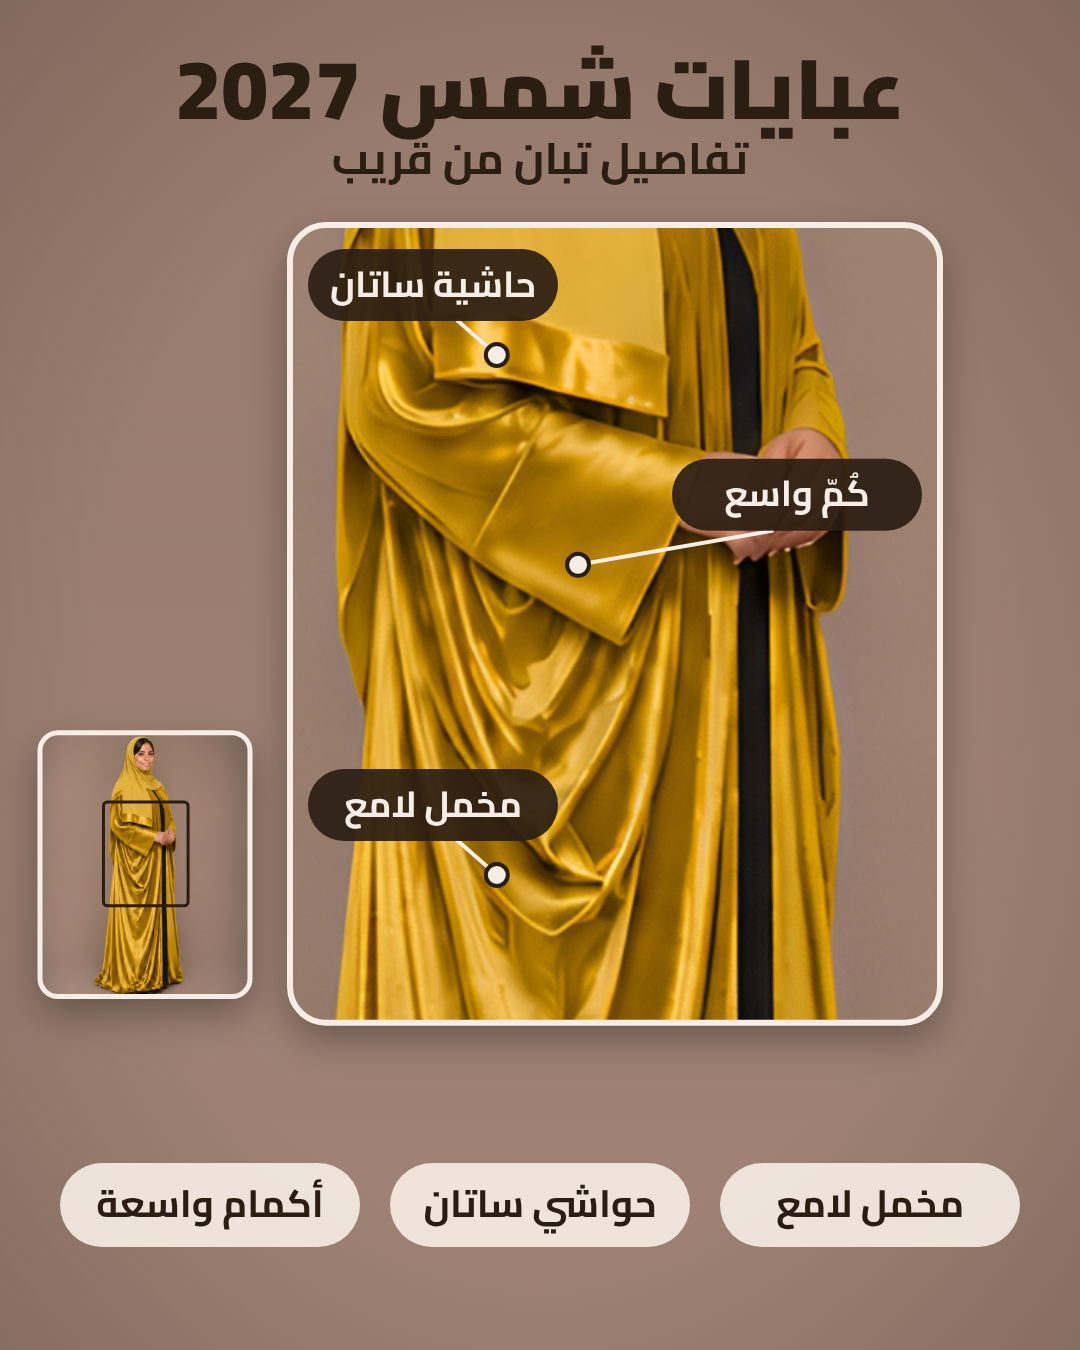 عبايات شمس 2027
تفاصيل تبان من قريب
حاشية ساتان
كُمّ واسع
مخمل لامع
مخمل لامع
حواشي ساتان
أكمام واسعة